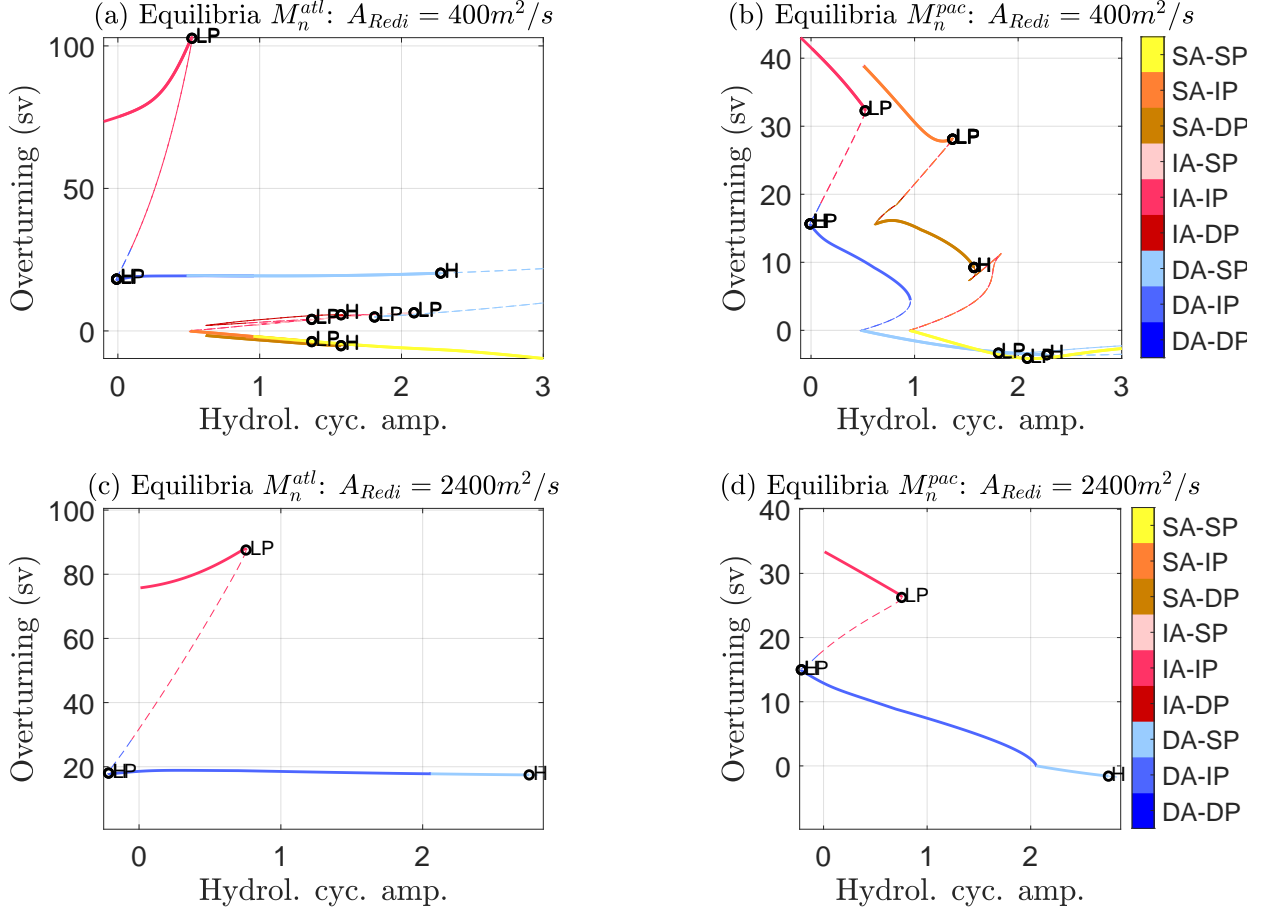 (a) Equilibria $M_n^{atl}$: $A_{Redi} = 400m^2/s$
Overturning (sv)
100
50
0
LP
LP
H
H
LP
H
LP
LP
LP
H
0 1 2 3
Hydrol. cyc. amp.
(b) Equilibria $M_n^{pac}$: $A_{Redi} = 400m^2/s$
Overturning (sv)
40
30
20
10
0
LP
LP
LP
H
H
LP
LP
H
0 1 2 3
Hydrol. cyc. amp.
SA-SP
SA-IP
SA-DP
IA-SP
IA-IP
IA-DP
DA-SP
DA-IP
DA-DP
(c) Equilibria $M_n^{atl}$: $A_{Redi} = 2400m^2/s$
Overturning (sv)
100
80
60
40
20
LP
LP
H
H
0 1 2
Hydrol. cyc. amp.
(d) Equilibria $M_n^{pac}$: $A_{Redi} = 2400m^2/s$
Overturning (sv)
40
30
20
10
0
LP
LP
H
H
0 1 2
Hydrol. cyc. amp.
SA-SP
SA-IP
SA-DP
IA-SP
IA-IP
IA-DP
DA-SP
DA-IP
DA-DP